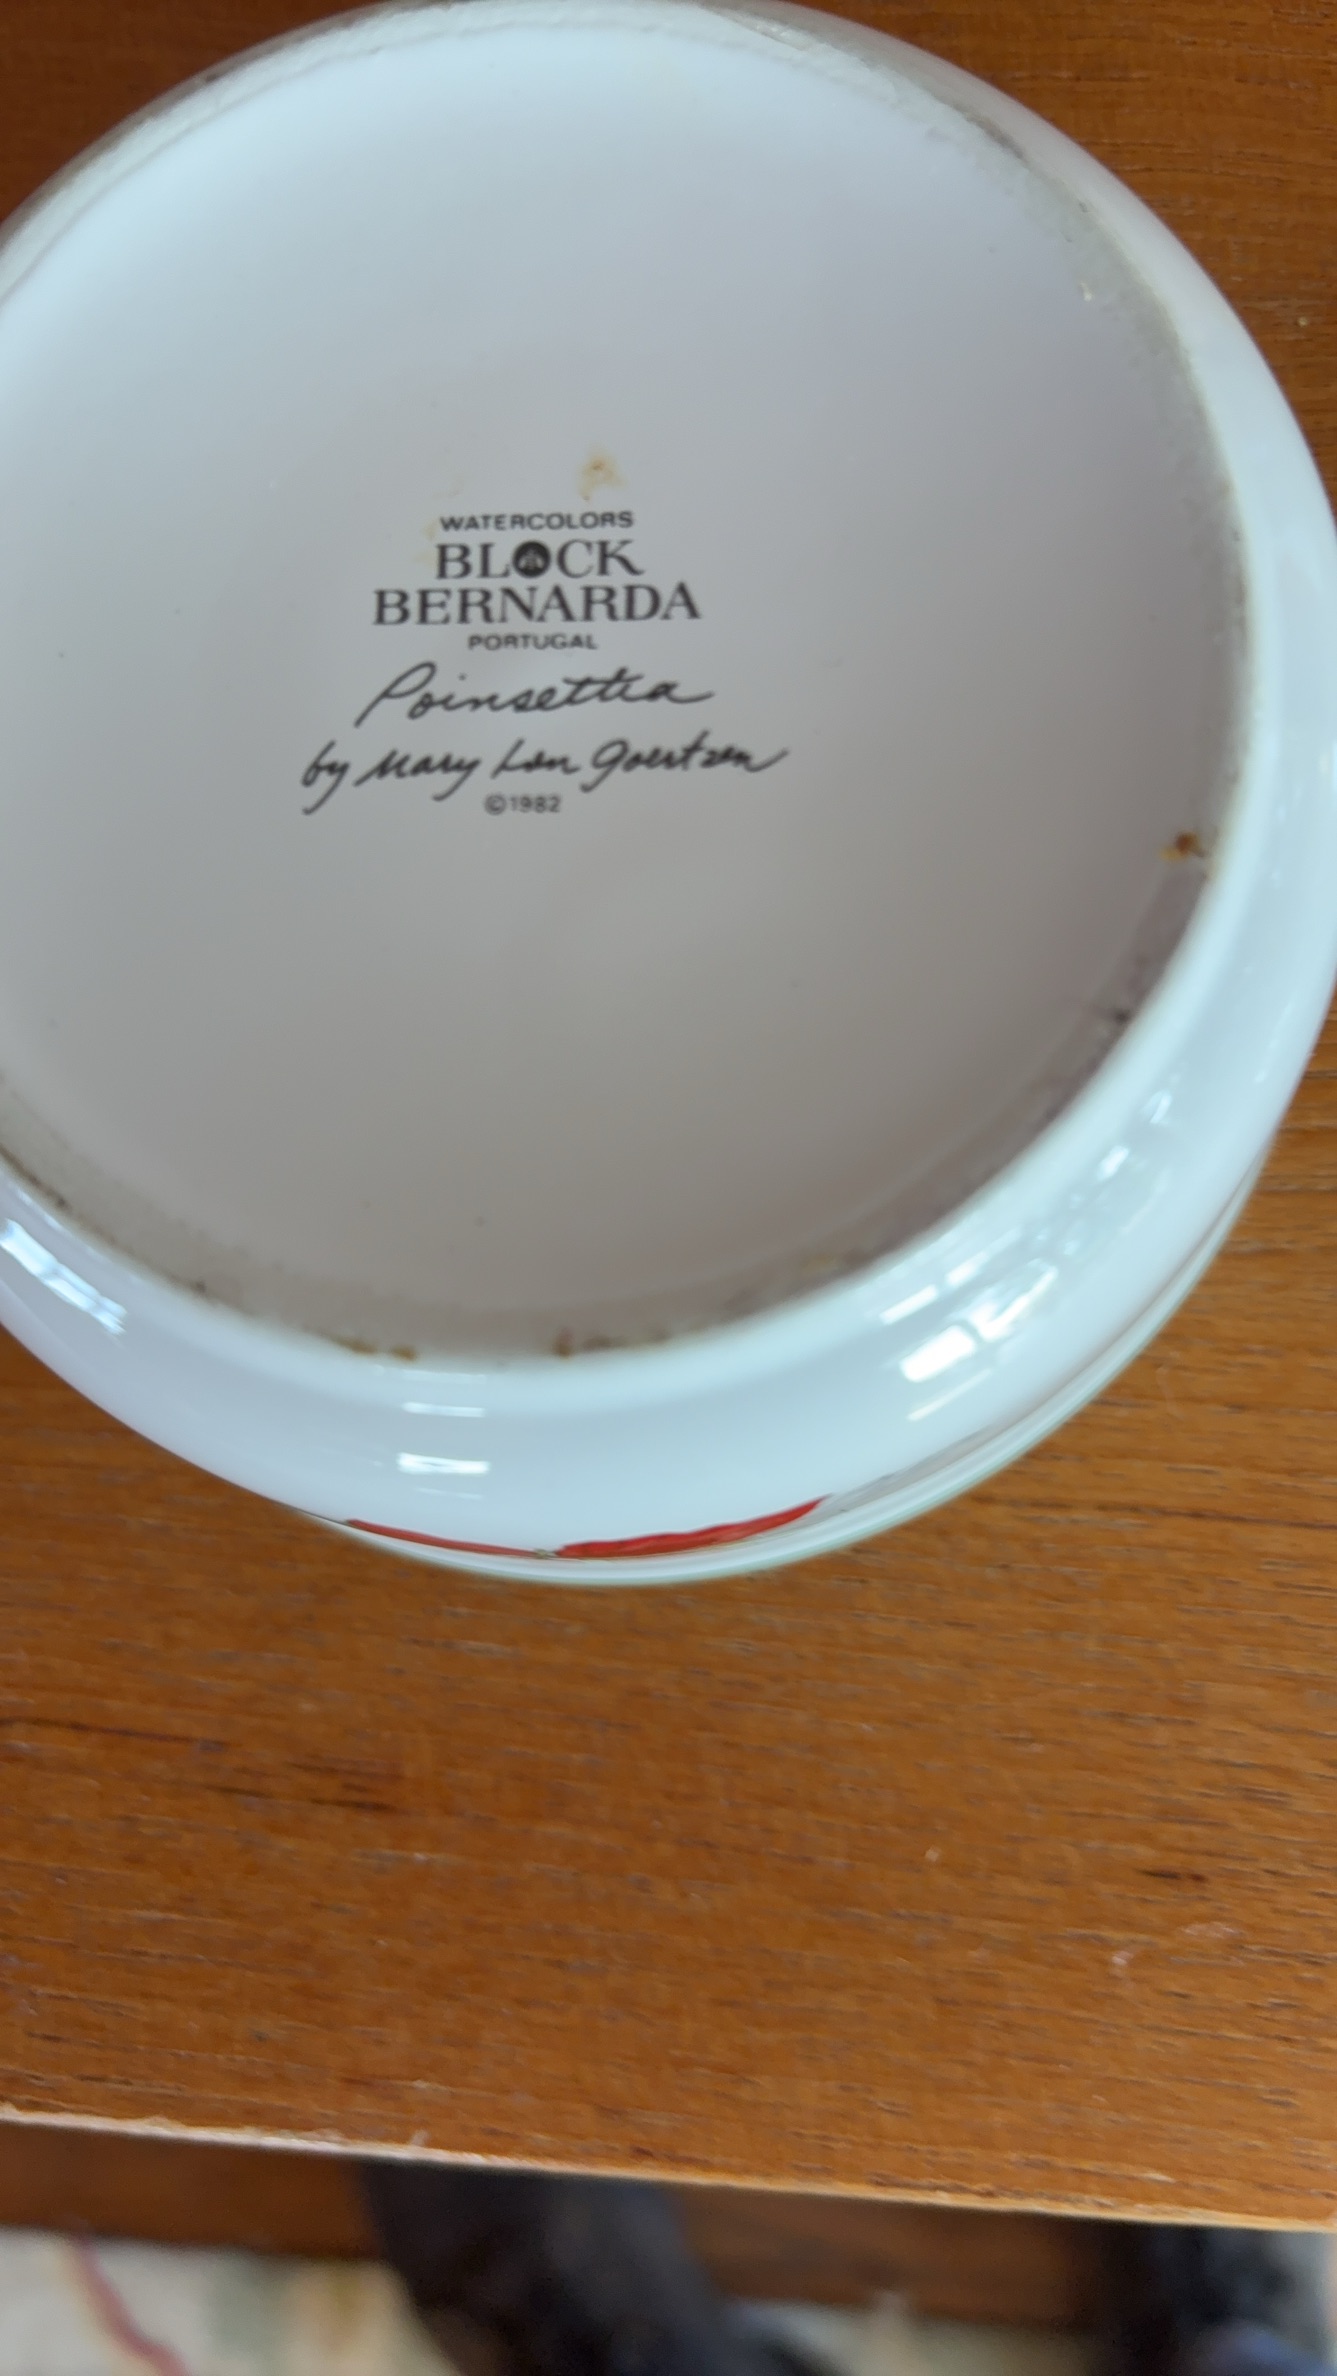 WATERCOLORS
BLOCK
BERNARDA
PORTUGAL
Poinsettia
by Mary Lou Goertzen
©1982